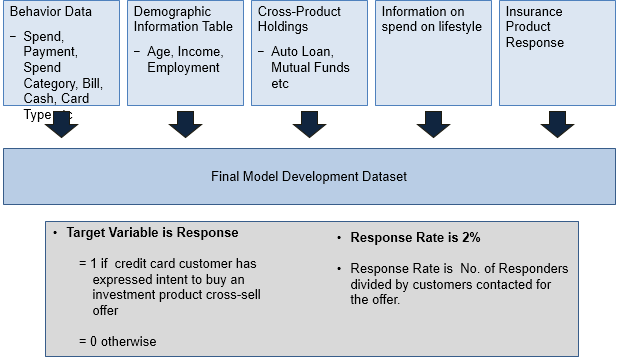 Behavior Data
– Spend,
Payment,
Spend
Category, Bill,
Cash, Card
Type
Demographic
Information Table
– Age, Income,
Employment
Cross-Product
Holdings
– Auto Loan,
Mutual Funds
etc
Information on
spend on lifestyle
Insurance
Product
Response
Final Model Development Dataset
• Target Variable is Response
= 1 if credit card customer has
expressed intent to buy an
investment product cross-sell
offer
= 0 otherwise
• Response Rate is 2%
• Response Rate is No. of Responders
divided by customers contacted for
the offer.